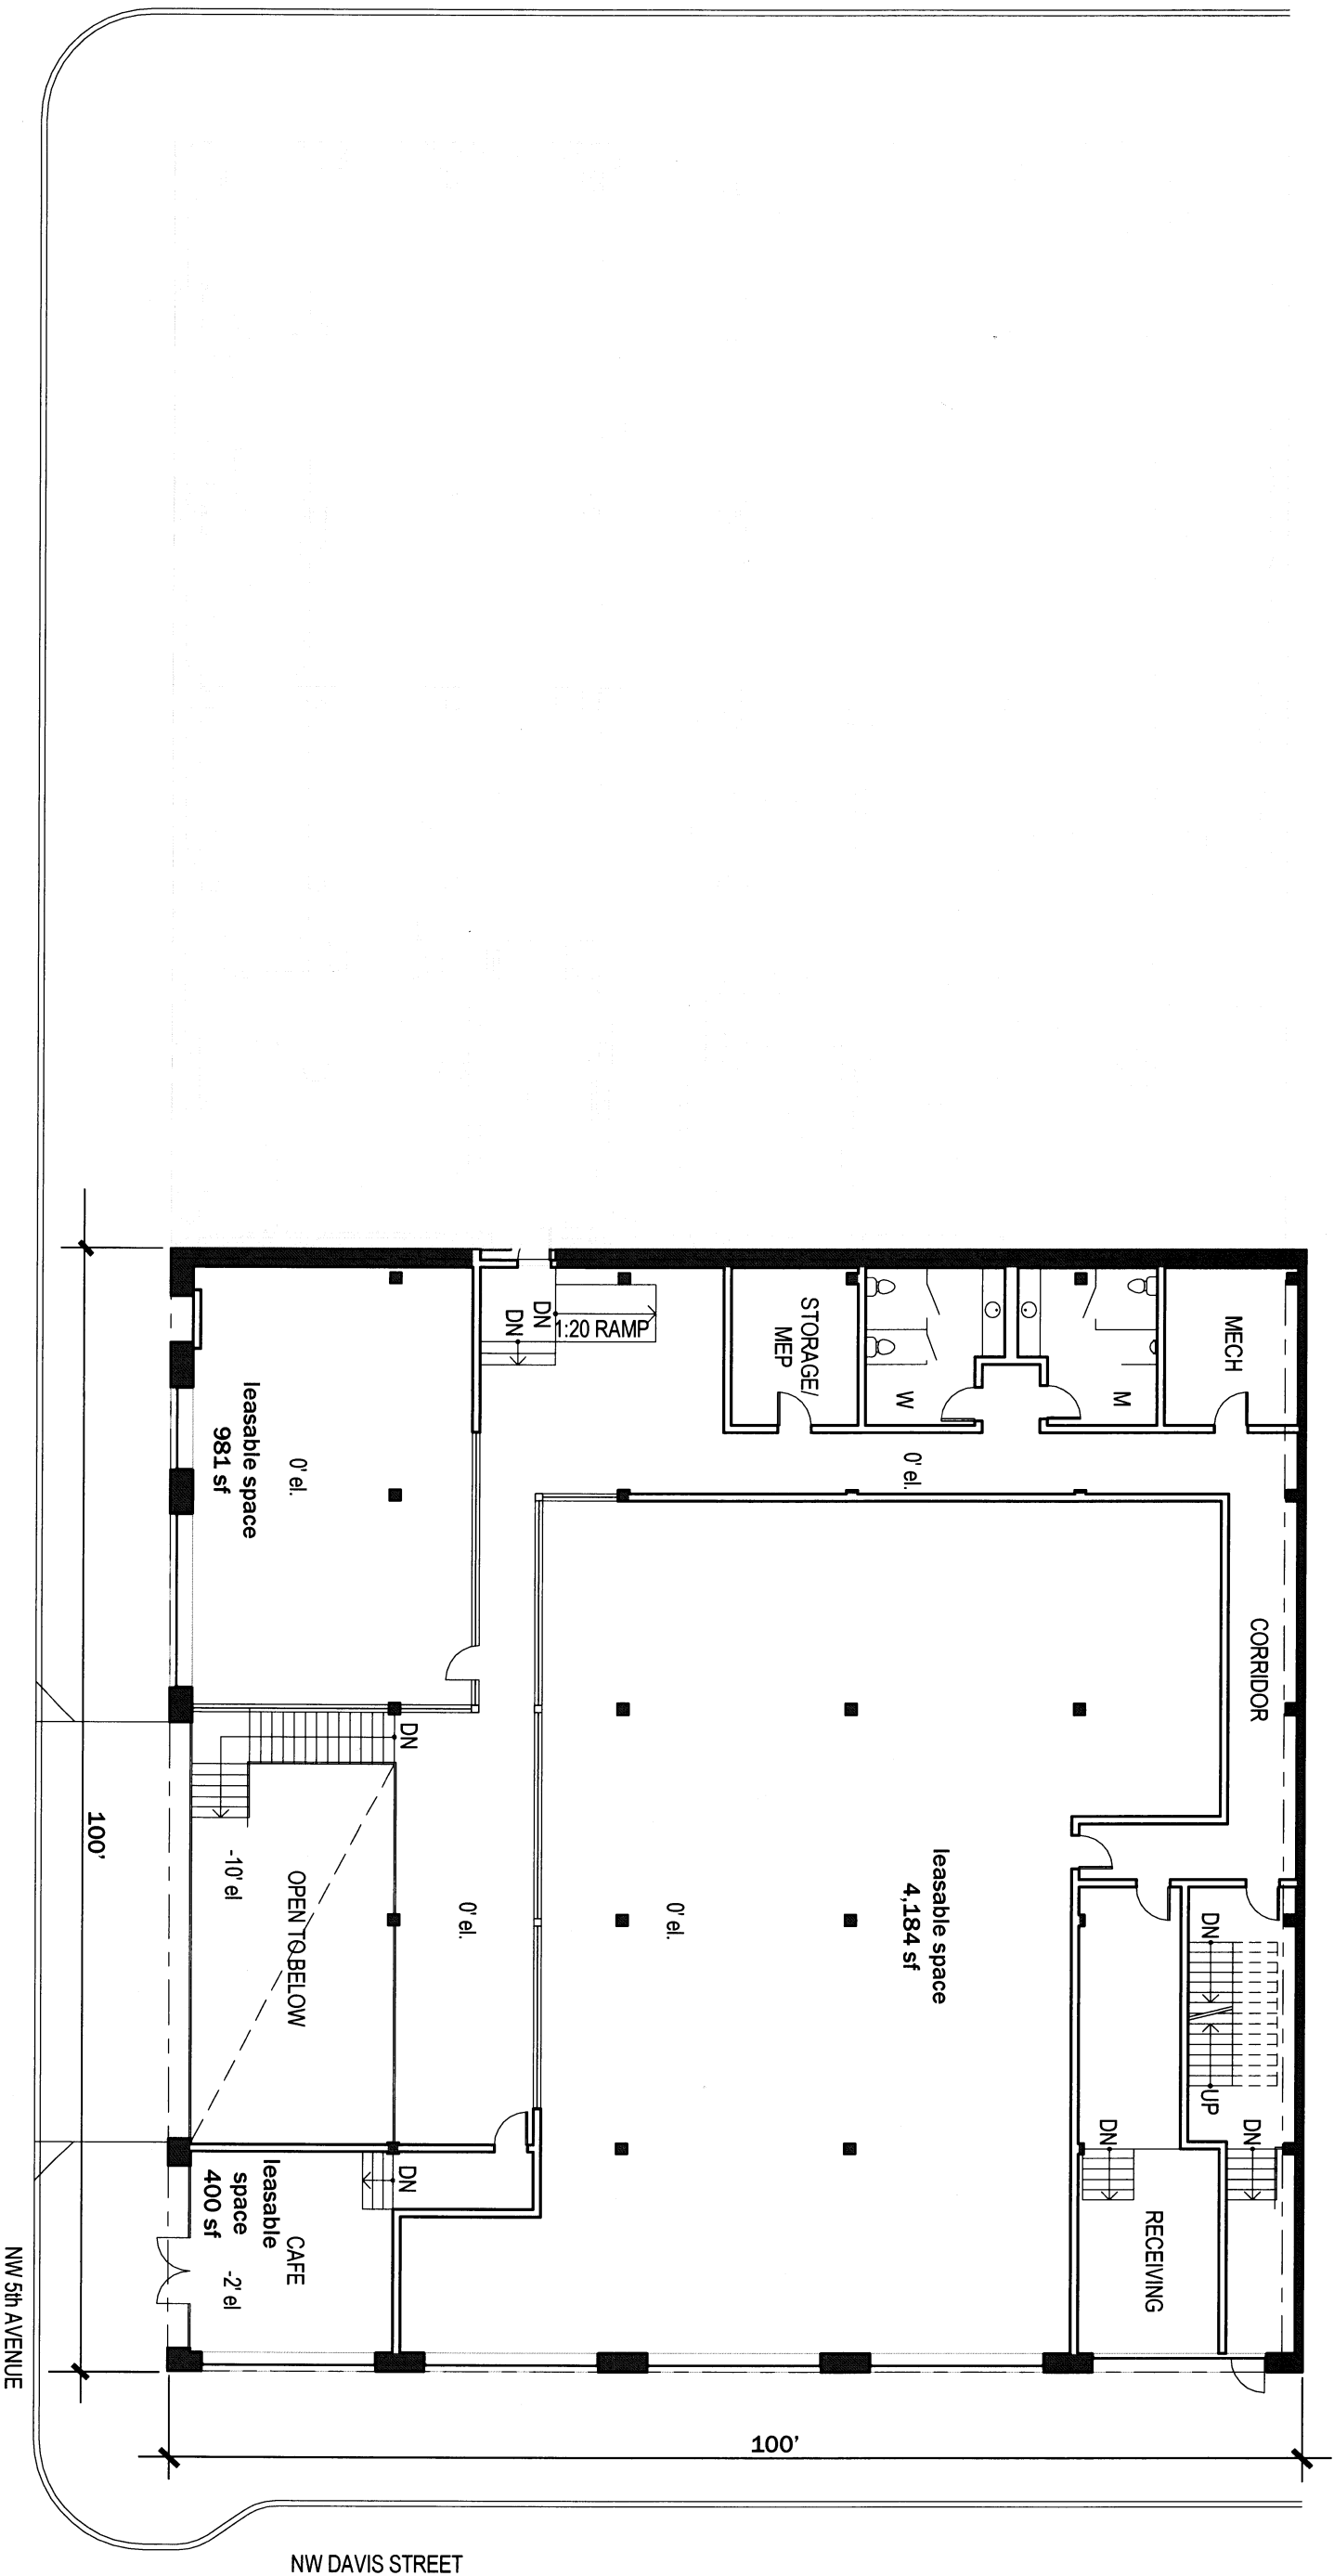 DN
DN
1:20 RAMP
STORAGE/
MEP
W
M
MECH
leasable space
981 sf
0' el.
0' el.
CORRIDOR
DN
100'
-10' el
OPEN TO BELOW
0' el.
0' el.
leasable space
4,184 sf
DN
UP
DN
DN
RECEIVING
DN
leasable
space
400 sf
CAFE
-2' el
NW 5th AVENUE
100'
NW DAVIS STREET